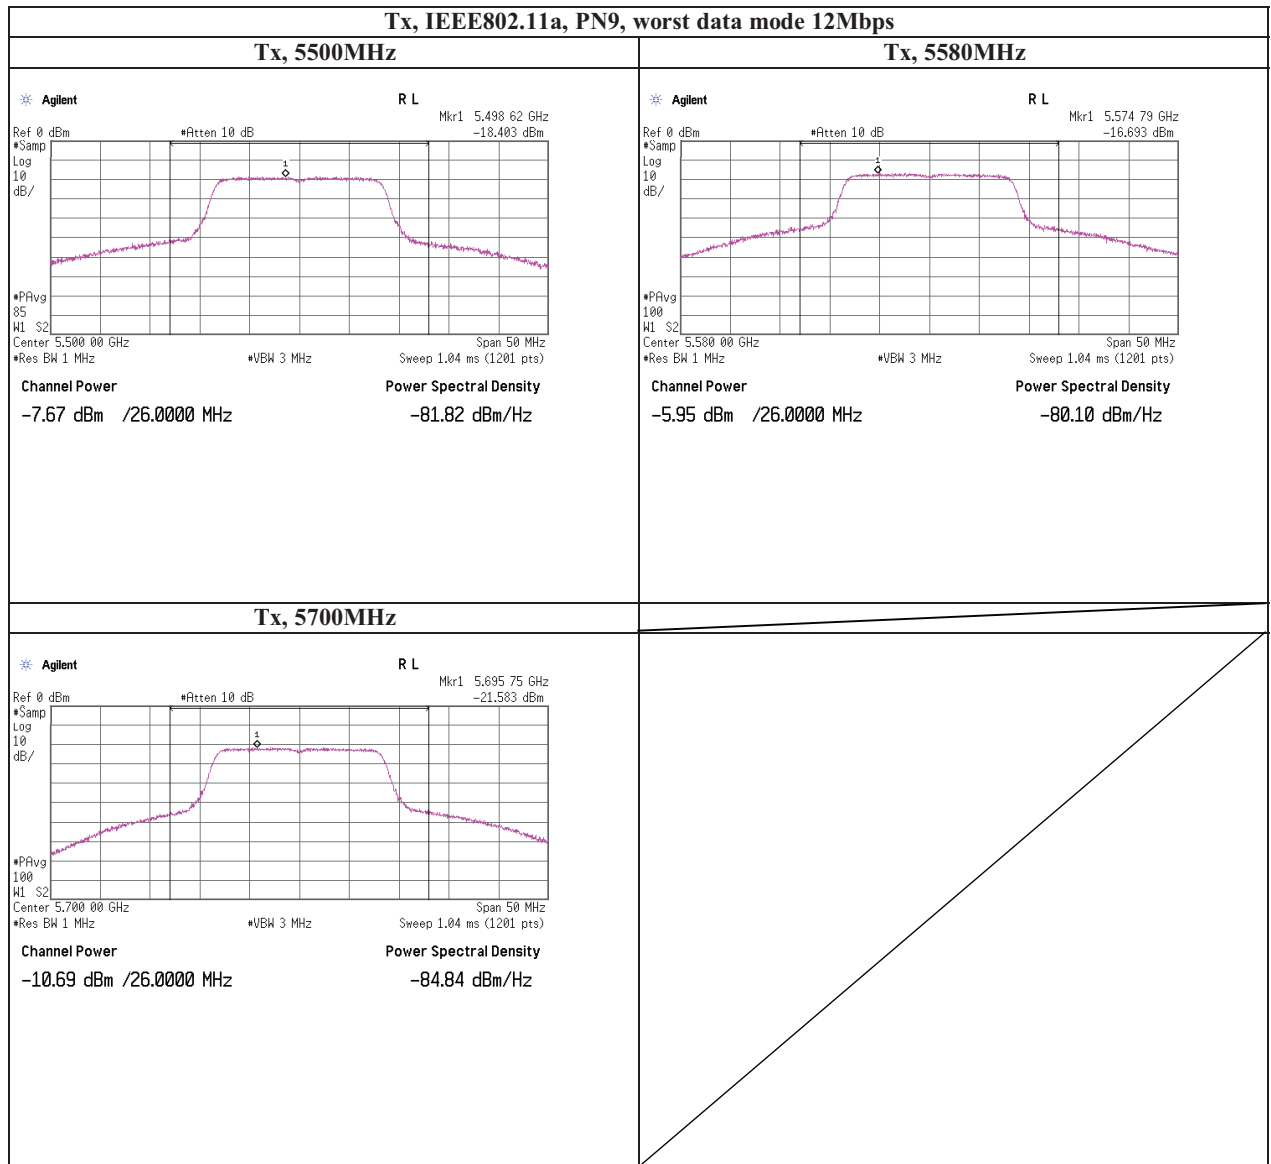 Tx, IEEE802.11a, PN9, worst data mode 12Mbps
Tx, 5500MHz
Agilent R L
Mkr1 5.498 62 GHz
Ref 0 dBm #Atten 10 dB -18.403 dBm
#Samp
Log
10
dB/
1
#PAvg
85
W1 S2
Center 5.500 00 GHz Span 50 MHz
#Res BW 1 MHz #VBW 3 MHz Sweep 1.04 ms (1201 pts)
Channel Power Power Spectral Density
-7.67 dBm /26.0000 MHz -81.82 dBm/Hz
Tx, 5580MHz
Agilent R L
Mkr1 5.574 79 GHz
Ref 0 dBm #Atten 10 dB -16.693 dBm
#Samp
Log
10
dB/
1
#PAvg
100
W1 S2
Center 5.580 00 GHz Span 50 MHz
#Res BW 1 MHz #VBW 3 MHz Sweep 1.04 ms (1201 pts)
Channel Power Power Spectral Density
-5.95 dBm /26.0000 MHz -80.10 dBm/Hz
Tx, 5700MHz
Agilent R L
Mkr1 5.695 75 GHz
Ref 0 dBm #Atten 10 dB -21.583 dBm
#Samp
Log
10
dB/
1
#PAvg
100
W1 S2
Center 5.700 00 GHz Span 50 MHz
#Res BW 1 MHz #VBW 3 MHz Sweep 1.04 ms (1201 pts)
Channel Power Power Spectral Density
-10.69 dBm /26.0000 MHz -84.84 dBm/Hz